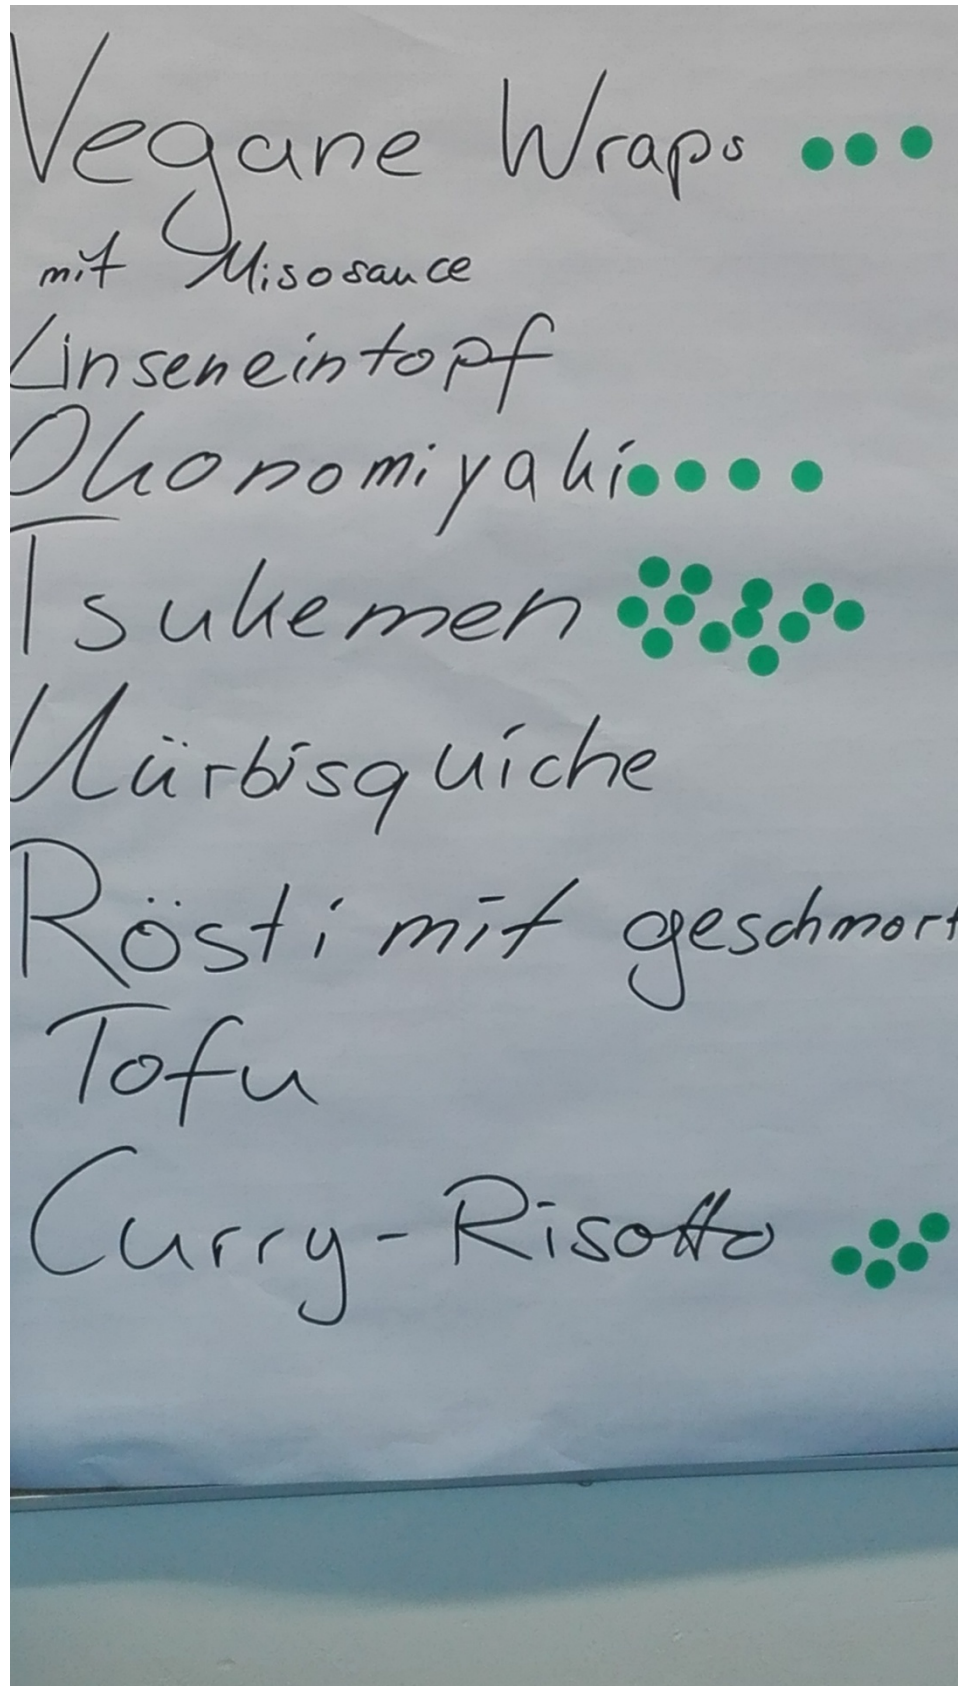 Vegane Wraps
mit Misosauce
Linseneintopf
Okonomiyaki
Tsukemen
Kürbisquiche
Rösti mit geschmort
Tofu
Curry-Risotto